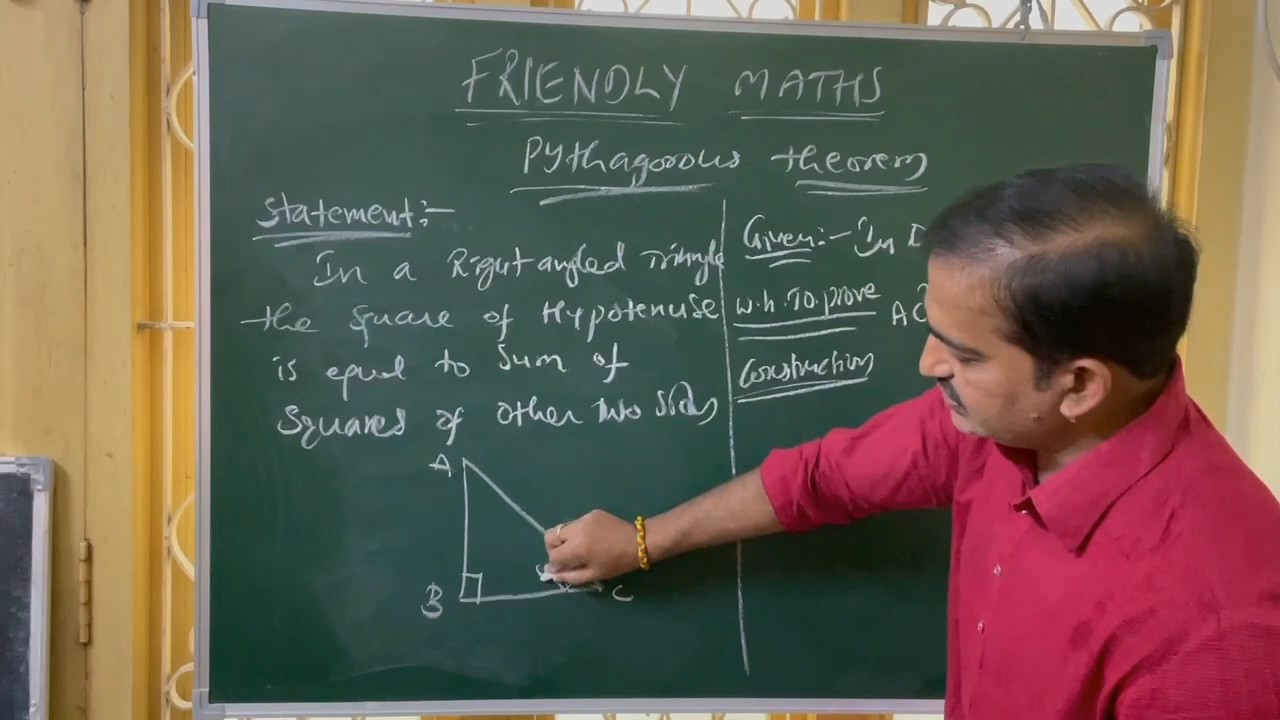 FRIENDLY MATHS
Pythagorous theorem
Statement:-
In a Right angled Triangle
the square of Hypotenuse
is equal to sum of
Squares of other two sides
Given:- In
W.h.To.prove AC
Construction
A
B
C